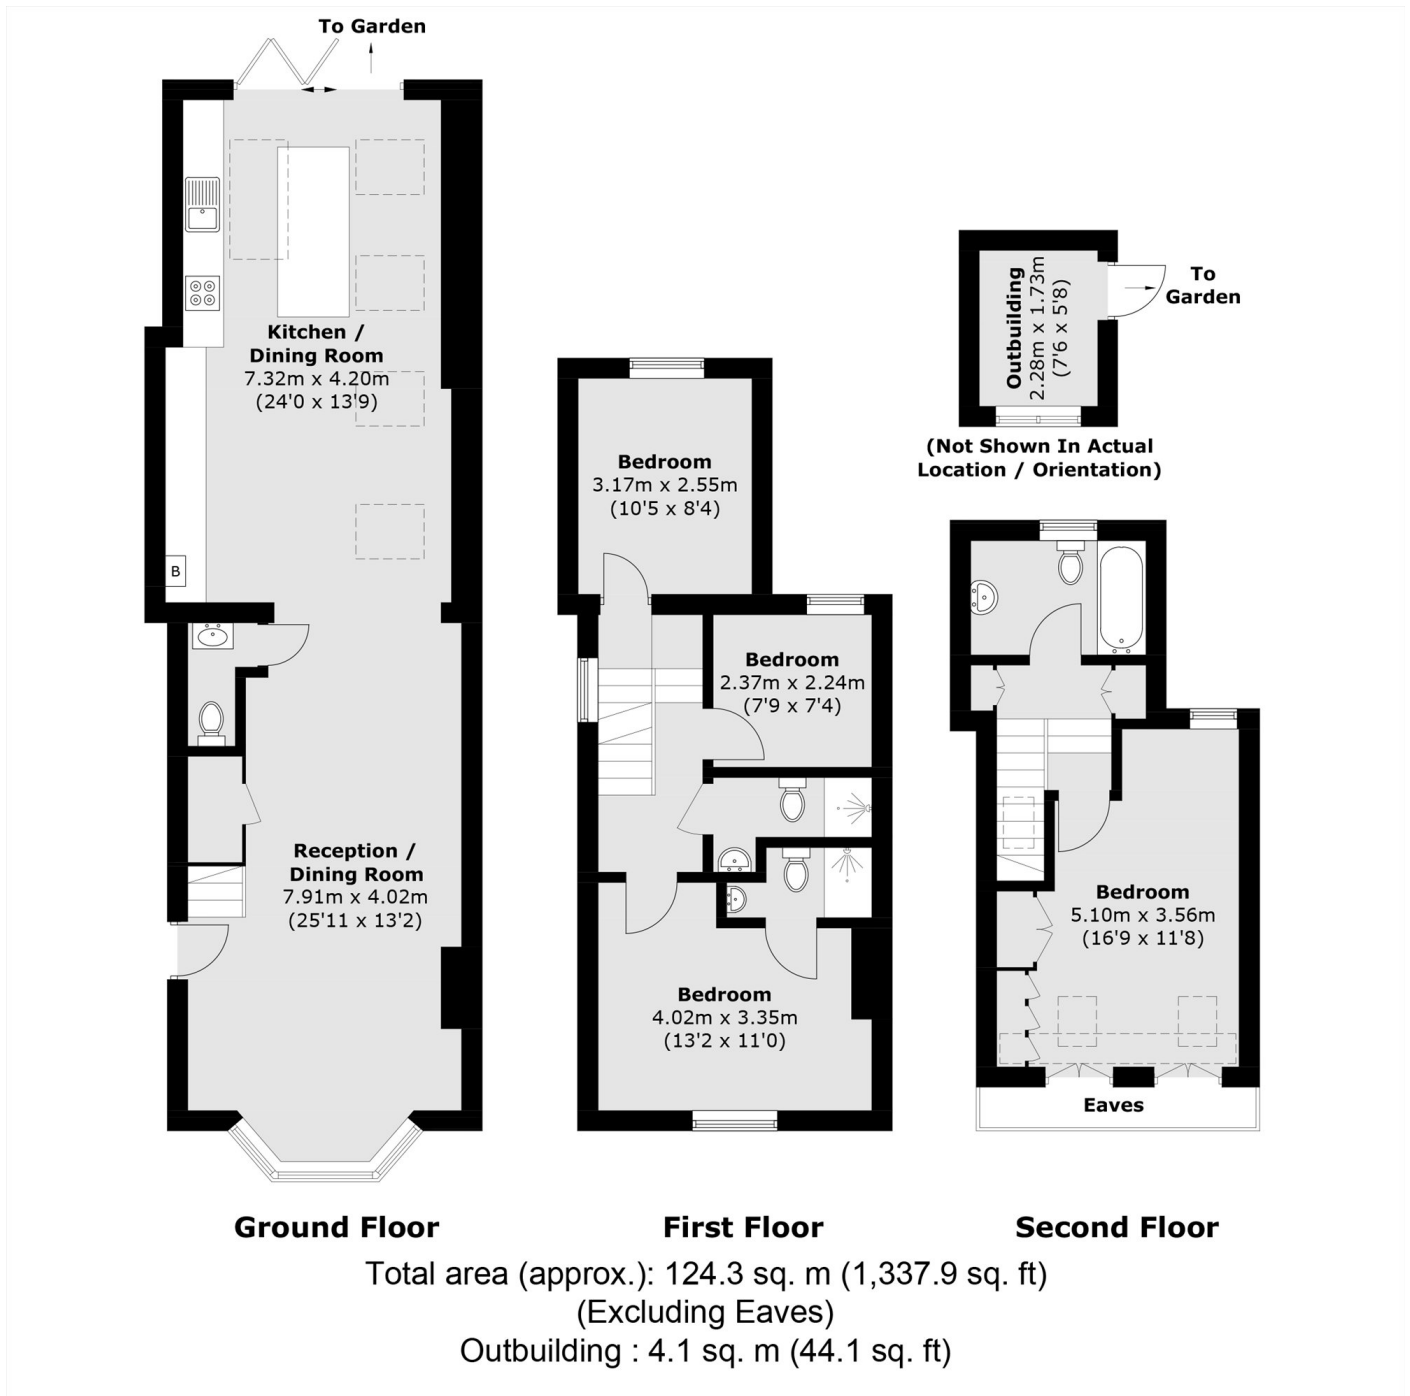 To Garden
Kitchen /
Dining Room
7.32m x 4.20m
(24'0 x 13'9)
B
Reception /
Dining Room
7.91m x 4.02m
(25'11 x 13'2)
Ground Floor
Bedroom
3.17m x 2.55m
(10'5 x 8'4)
Bedroom
2.37m x 2.24m
(7'9 x 7'4)
Bedroom
4.02m x 3.35m
(13'2 x 11'0)
First Floor
Outbuilding
2.28m x 1.73m
(7'6 x 5'8)
To
Garden
(Not Shown In Actual
Location / Orientation)
Bedroom
5.10m x 3.56m
(16'9 x 11'8)
Eaves
Second Floor
Total area (approx.): 124.3 sq. m (1,337.9 sq. ft)
(Excluding Eaves)
Outbuilding : 4.1 sq. m (44.1 sq. ft)